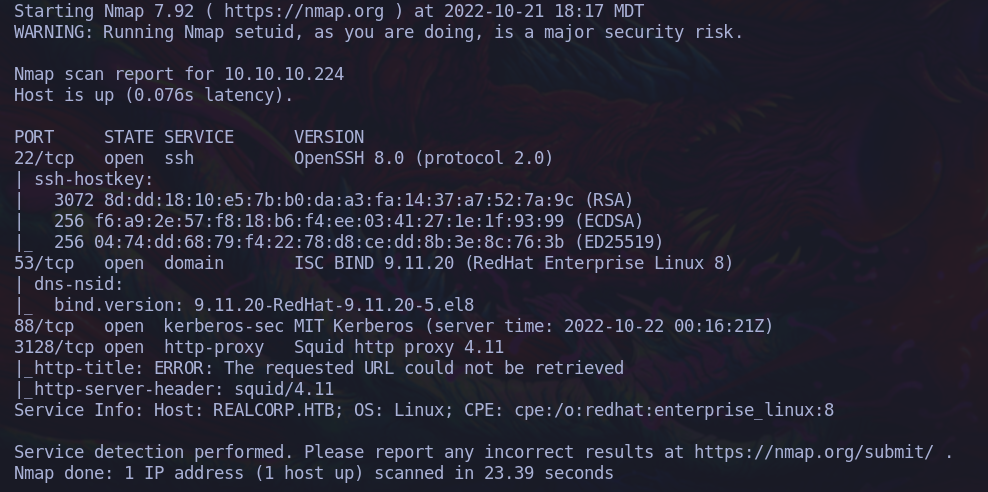 Starting Nmap 7.92 ( https://nmap.org ) at 2022-10-21 18:17 MDT
WARNING: Running Nmap setuid, as you are doing, is a major security risk.
Nmap scan report for 10.10.10.224
Host is up (0.076s latency).
PORT     STATE SERVICE      VERSION
22/tcp   open  ssh          OpenSSH 8.0 (protocol 2.0)
| ssh-hostkey:
|   3072 8d:dd:18:10:e5:7b:b0:da:a3:fa:14:37:a7:52:7a:9c (RSA)
|   256 f6:a9:2e:57:f8:18:b6:f4:ee:03:41:27:1e:1f:93:99 (ECDSA)
|_  256 04:74:dd:68:79:f4:22:78:d8:ce:dd:8b:3e:8c:76:3b (ED25519)
53/tcp   open  domain       ISC BIND 9.11.20 (RedHat Enterprise Linux 8)
| dns-nsid:
|_  bind.version: 9.11.20-RedHat-9.11.20-5.el8
88/tcp   open  kerberos-sec MIT Kerberos (server time: 2022-10-22 00:16:21Z)
3128/tcp open  http-proxy   Squid http proxy 4.11
|_http-title: ERROR: The requested URL could not be retrieved
|_http-server-header: squid/4.11
Service Info: Host: REALCORP.HTB; OS: Linux; CPE: cpe:/o:redhat:enterprise_linux:8
Service detection performed. Please report any incorrect results at https://nmap.org/submit/ .
Nmap done: 1 IP address (1 host up) scanned in 23.39 seconds